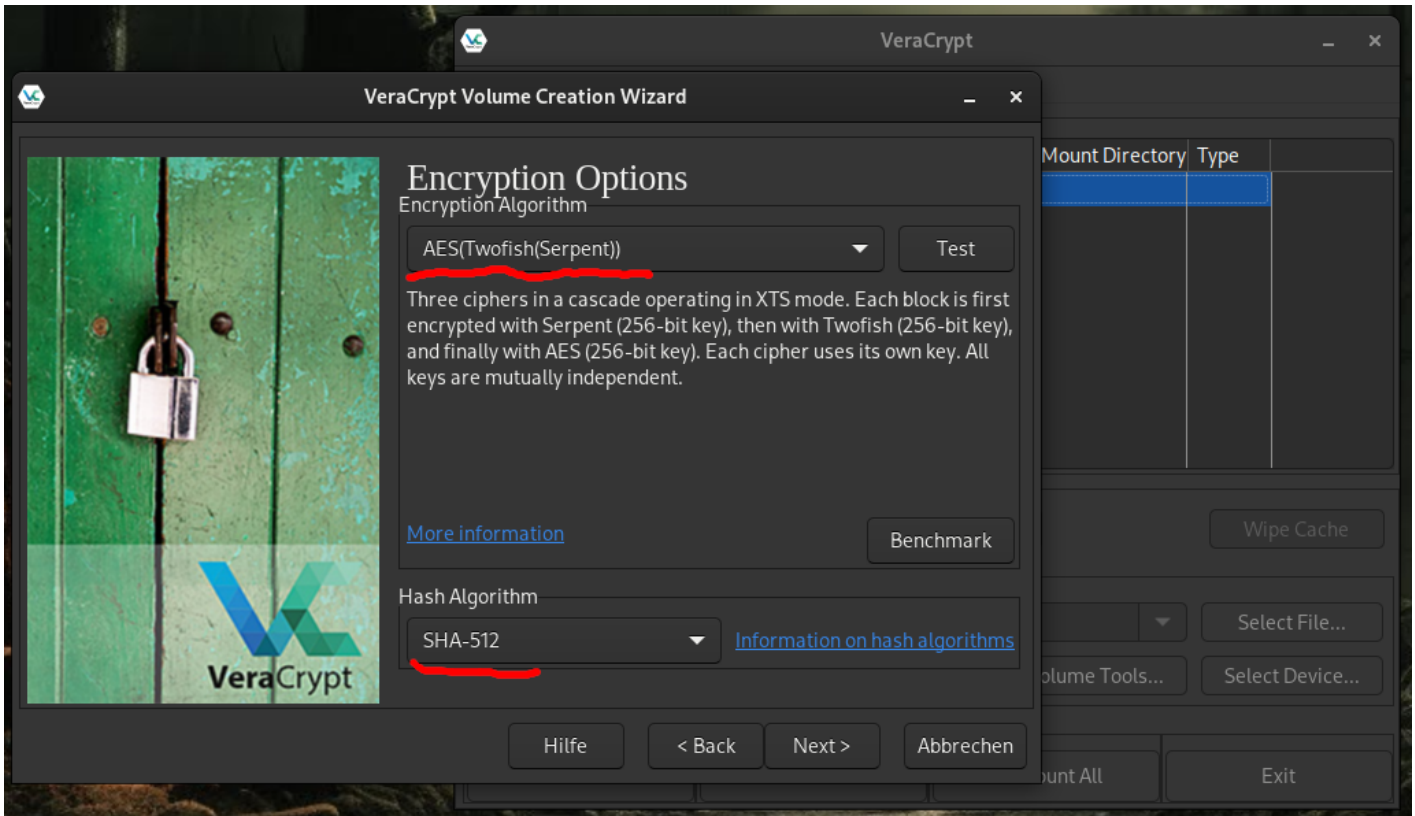 VeraCrypt
VeraCrypt Volume Creation Wizard
Mount Directory Type
Encryption Options
Encryption Algorithm
AES(Twofish(Serpent))
Test
Three ciphers in a cascade operating in XTS mode. Each block is first
encrypted with Serpent (256-bit key), then with Twofish (256-bit key),
and finally with AES (256-bit key). Each cipher uses its own key. All
keys are mutually independent.
More information
Benchmark
Wipe Cache
Hash Algorithm
SHA-512
Information on hash algorithms
Select File...
VeraCrypt
Tools...
Select Device...
Hilfe
< Back
Next >
Abbrechen
All
Exit